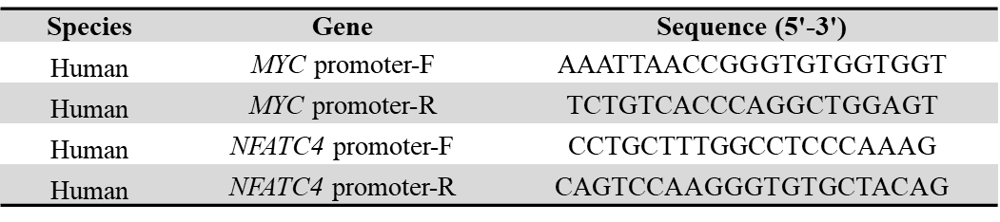 Species Gene Sequence (5'-3')
Human MYC promoter-F AAATTAACCGGGTGTGGTGGT
Human MYC promoter-R TCTGTCACCCAGGCTGGAGT
Human NFATC4 promoter-F CCTGCTTTGGCCTCCCAAAG
Human NFATC4 promoter-R CAGTCCAAGGGTGTGCTACAG